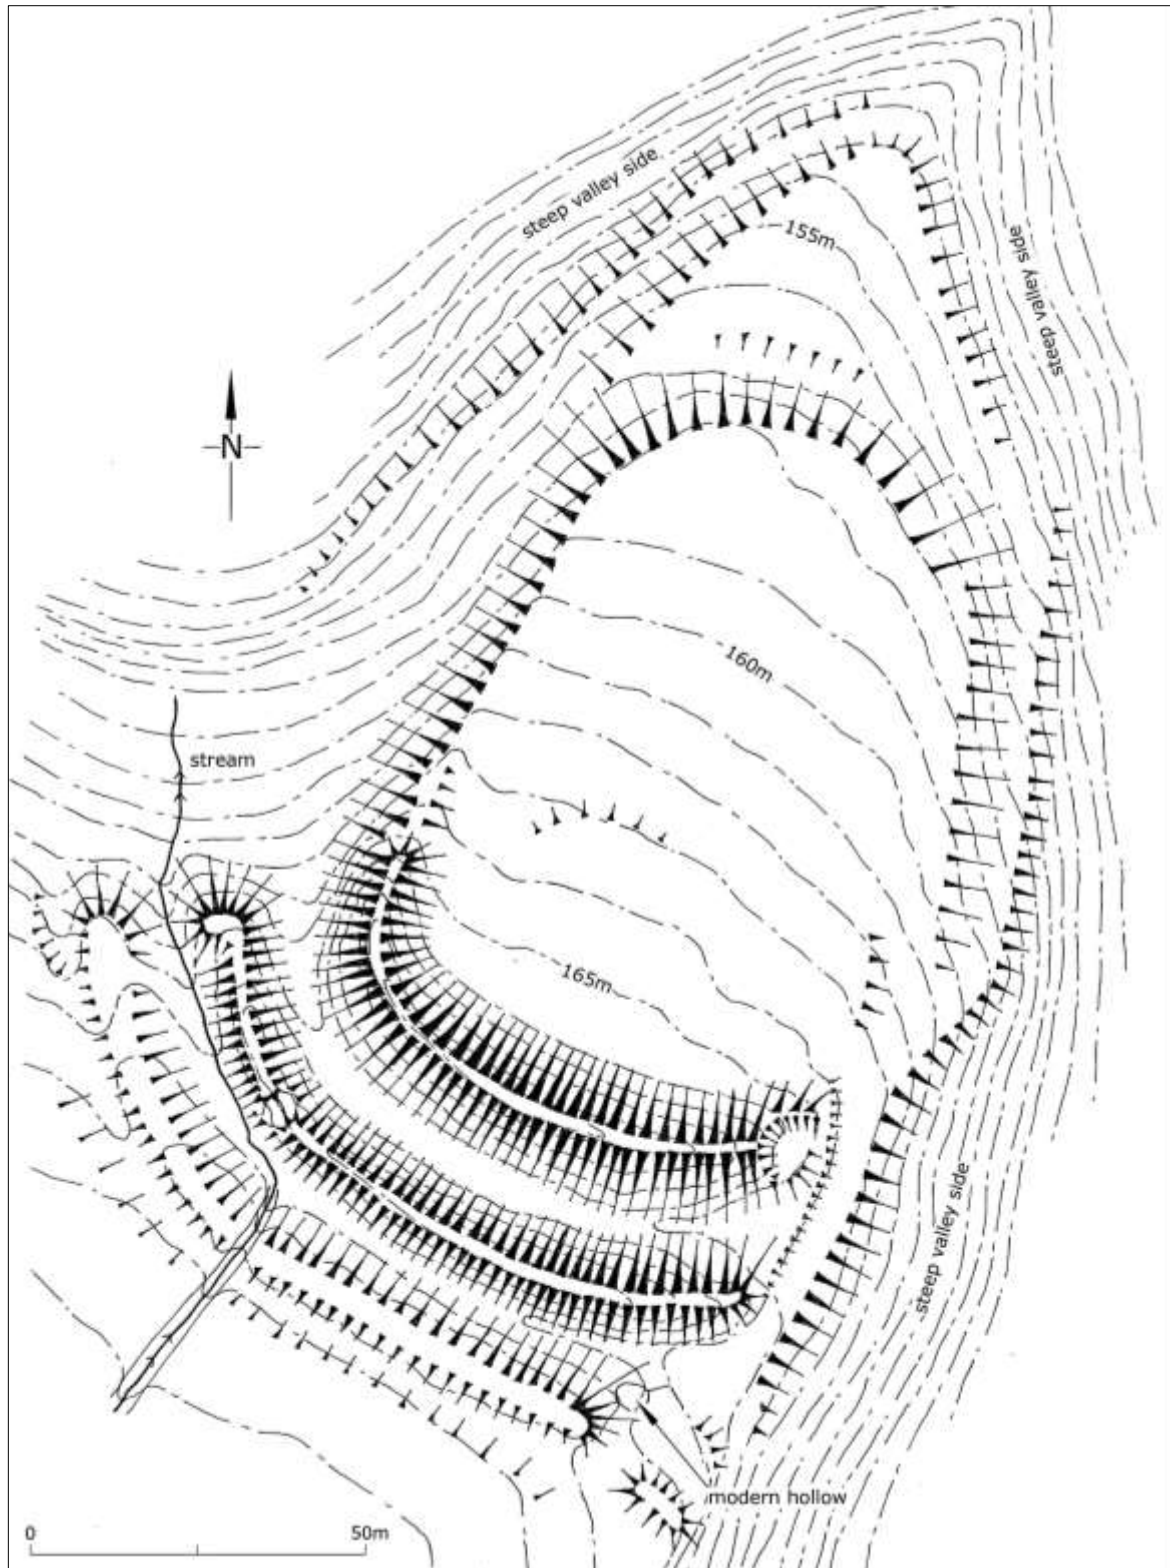 steep valley side
155m
steep valley side
N
160m
stream
165m
steep valley side
modern hollow
0 50m